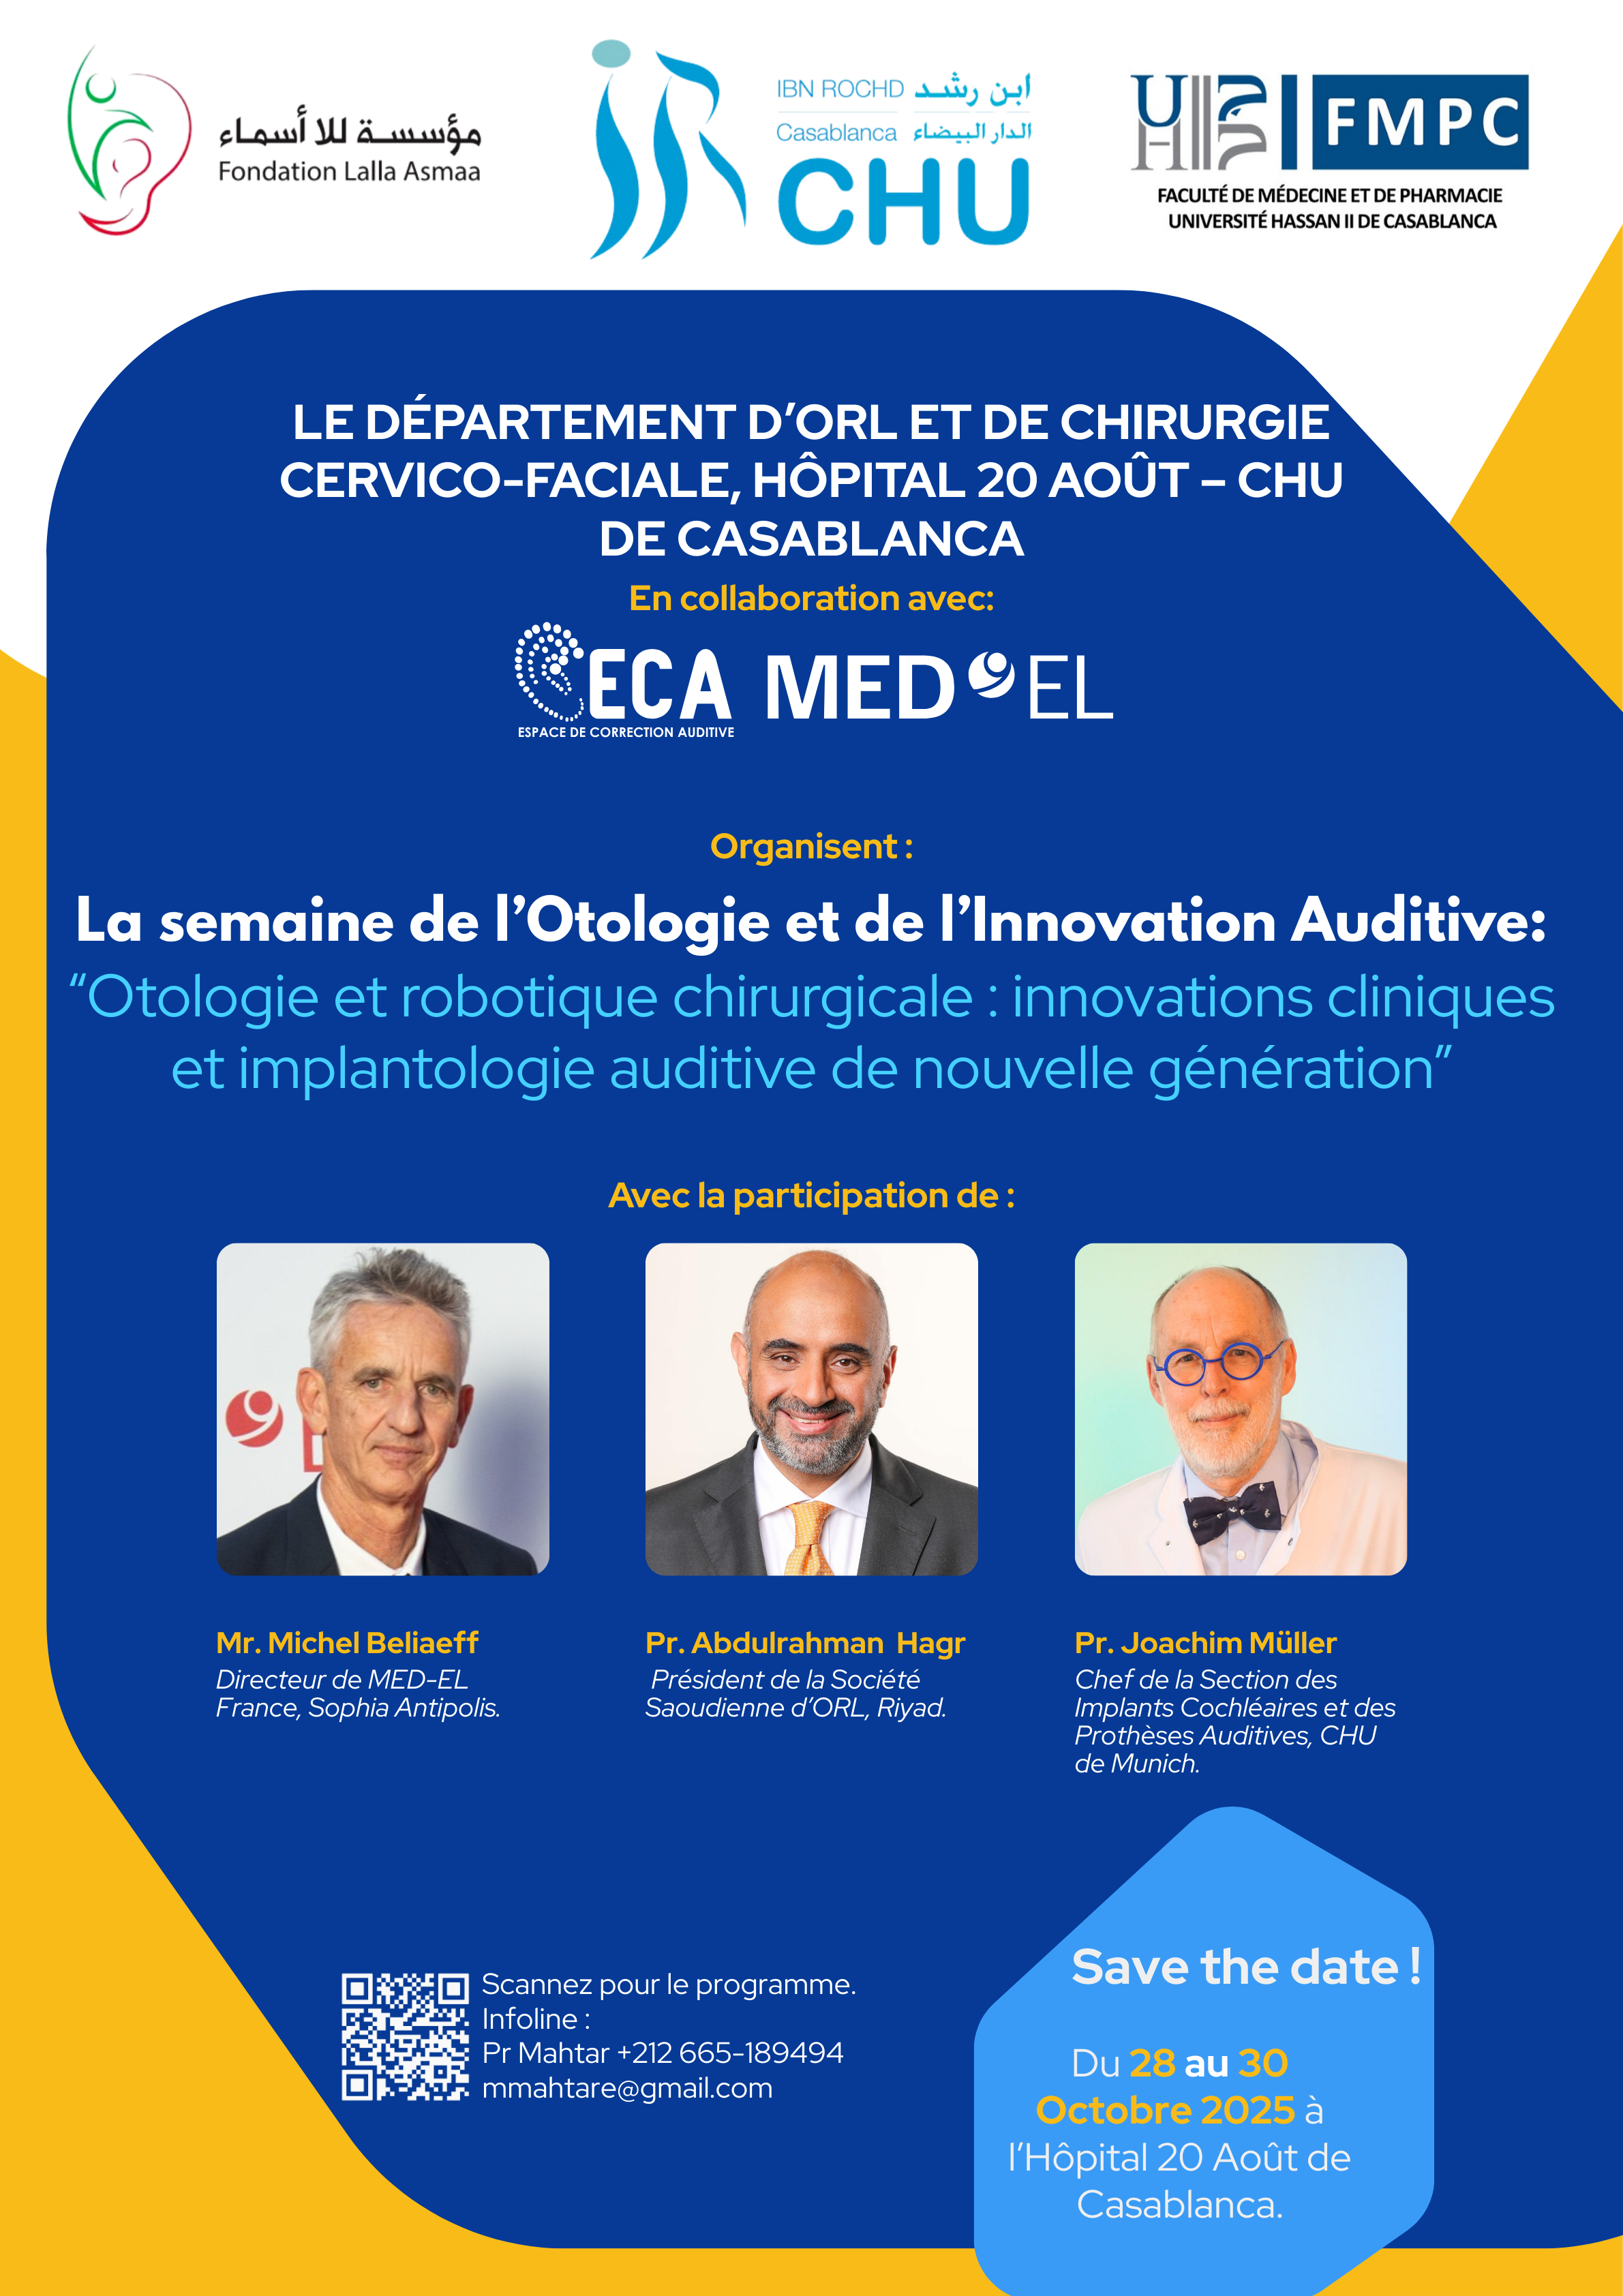 مؤسسة للا أسماء
Fondation Lalla Asmaa
IBN ROCHD ابن رشد
Casablanca الدار البيضاء
CHU
UH2C
FMPC
FACULTÉ DE MÉDECINE ET DE PHARMACIE
UNIVERSITÉ HASSAN II DE CASABLANCA
LE DÉPARTEMENT D’ORL ET DE CHIRURGIE
CERVICO-FACIALE, HÔPITAL 20 AOÛT – CHU
DE CASABLANCA
En collaboration avec:
ECA MED EL
ESPACE DE CORRECTION AUDITIVE
Organisent :
La semaine de l’Otologie et de l’Innovation Auditive:
“Otologie et robotique chirurgicale : innovations cliniques
et implantologie auditive de nouvelle génération”
Avec la participation de :
Mr. Michel Beliaeff
Directeur de MED-EL
France, Sophia Antipolis.
Pr. Abdulrahman Hagr
Président de la Société
Saoudienne d’ORL, Riyad.
Pr. Joachim Müller
Chef de la Section des
Implants Cochléaires et des
Prothèses Auditives, CHU
de Munich.
Scannez pour le programme.
Infoline :
Pr Mahtar +212 665-189494
mmahtare@gmail.com
Save the date !
Du 28 au 30
Octobre 2025 à
l’Hôpital 20 Août de
Casablanca.